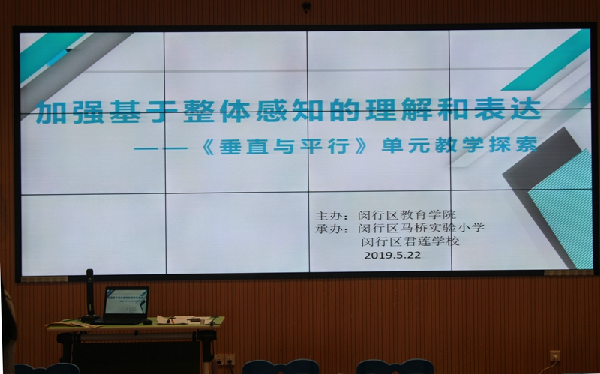 加强基于整体感知的理解和表达
——《垂直与平行》单元教学探索
主办：闵行区教育学院
承办：闵行区马桥实验小学
闵行区君莲学校
2019.5.22